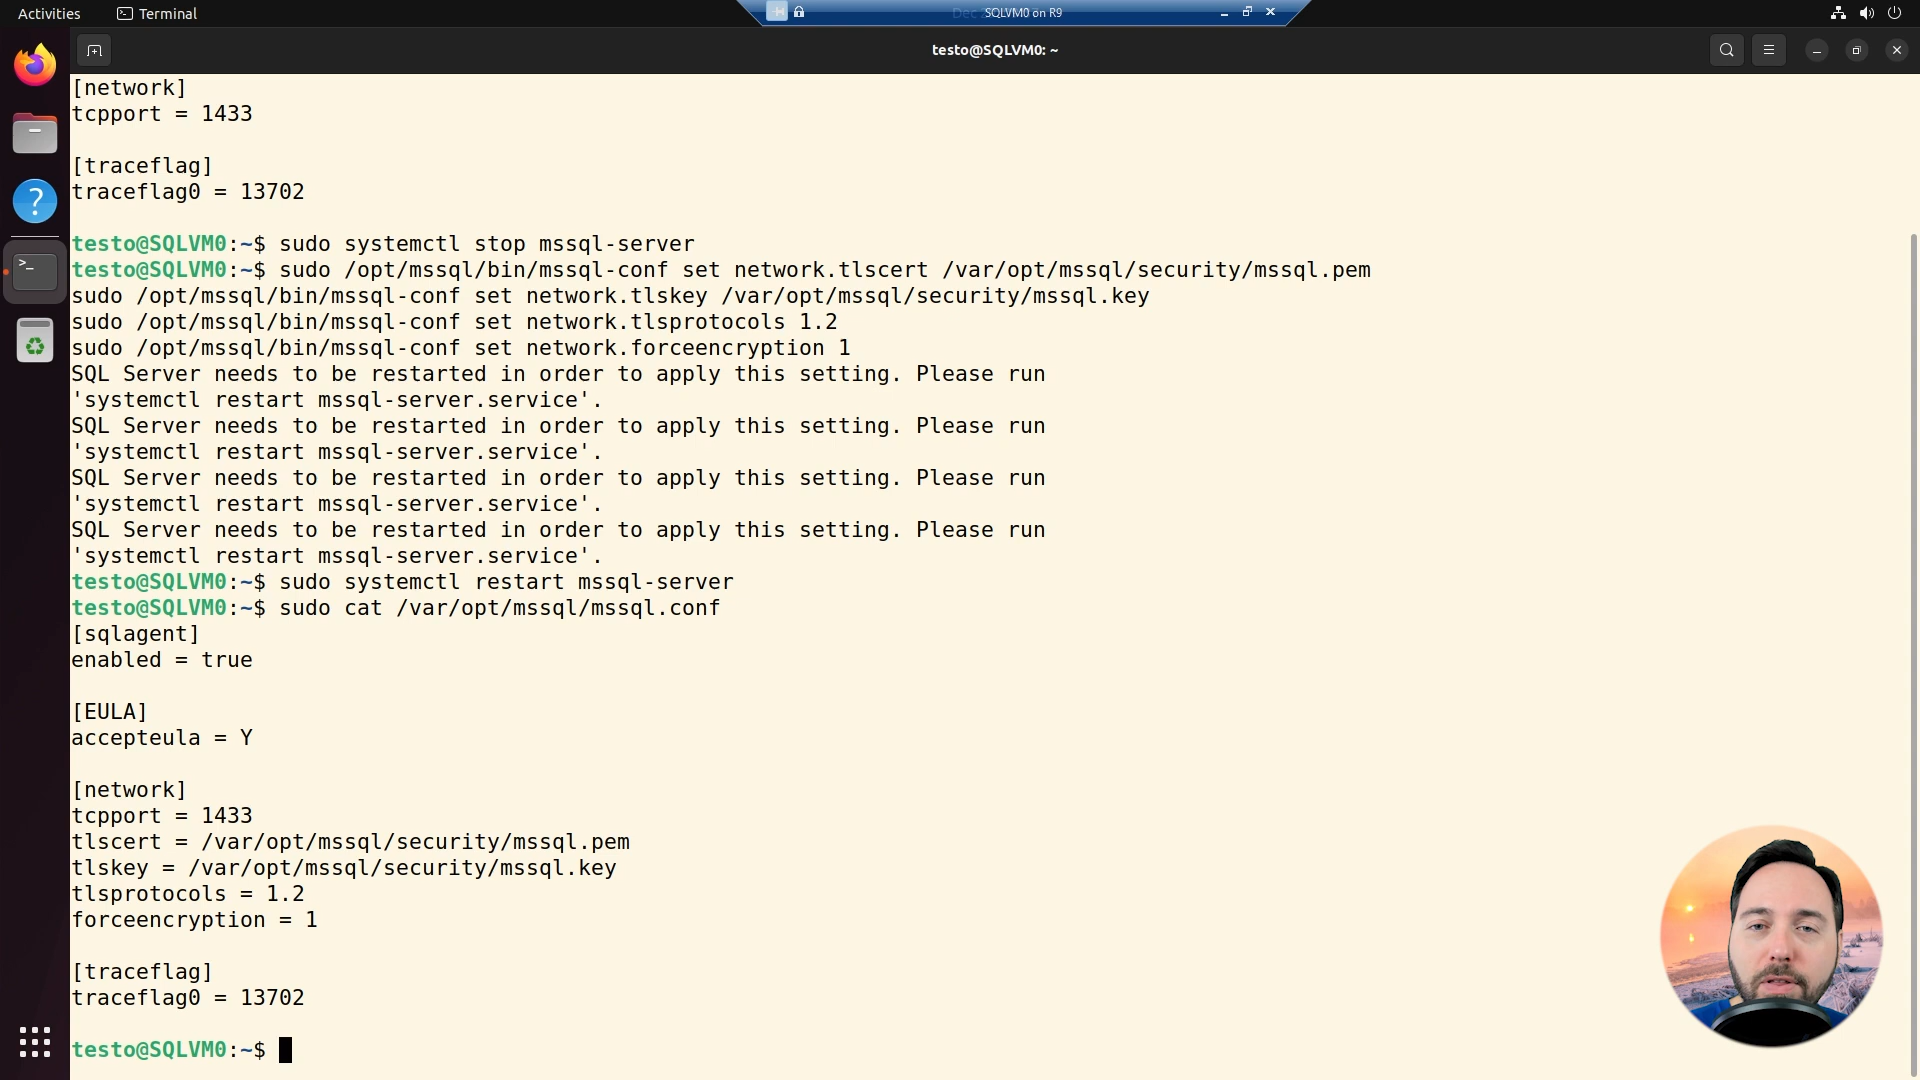 Activities
Terminal
SQLVM0 on R9
testo@SQLVM0: ~
[network]
tcpport = 1433
[traceflag]
traceflag0 = 13702
testo@SQLVM0:~$ sudo systemctl stop mssql-server
testo@SQLVM0:~$ sudo /opt/mssql/bin/mssql-conf set network.tlscert /var/opt/mssql/security/mssql.pem
sudo /opt/mssql/bin/mssql-conf set network.tlskey /var/opt/mssql/security/mssql.key
sudo /opt/mssql/bin/mssql-conf set network.tlsprotocols 1.2
sudo /opt/mssql/bin/mssql-conf set network.forceencryption 1
SQL Server needs to be restarted in order to apply this setting. Please run
'systemctl restart mssql-server.service'.
SQL Server needs to be restarted in order to apply this setting. Please run
'systemctl restart mssql-server.service'.
SQL Server needs to be restarted in order to apply this setting. Please run
'systemctl restart mssql-server.service'.
SQL Server needs to be restarted in order to apply this setting. Please run
'systemctl restart mssql-server.service'.
testo@SQLVM0:~$ sudo systemctl restart mssql-server
testo@SQLVM0:~$ sudo cat /var/opt/mssql/mssql.conf
[sqlagent]
enabled = true
[EULA]
accepteula = Y
[network]
tcpport = 1433
tlscert = /var/opt/mssql/security/mssql.pem
tlskey = /var/opt/mssql/security/mssql.key
tlsprotocols = 1.2
forceencryption = 1
[traceflag]
traceflag0 = 13702
testo@SQLVM0:~$